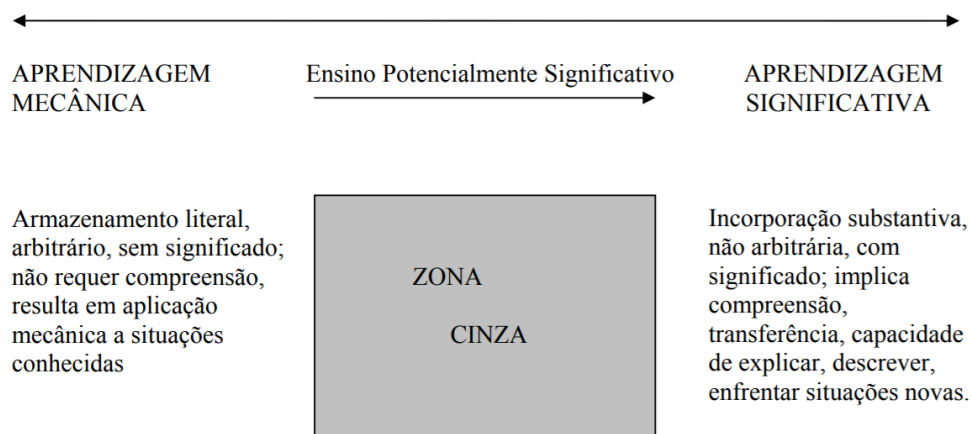 APRENDIZAGEM
MECÂNICA
Ensino Potencialmente Significativo
APRENDIZAGEM
SIGNIFICATIVA
Armazenamento literal,
arbitrário, sem significado;
não requer compreensão,
resulta em aplicação
mecânica a situações
conhecidas
ZONA
CINZA
Incorporação substantiva,
não arbitrária, com
significado; implica
compreensão,
transferência, capacidade
de explicar, descrever,
enfrentar situações novas.